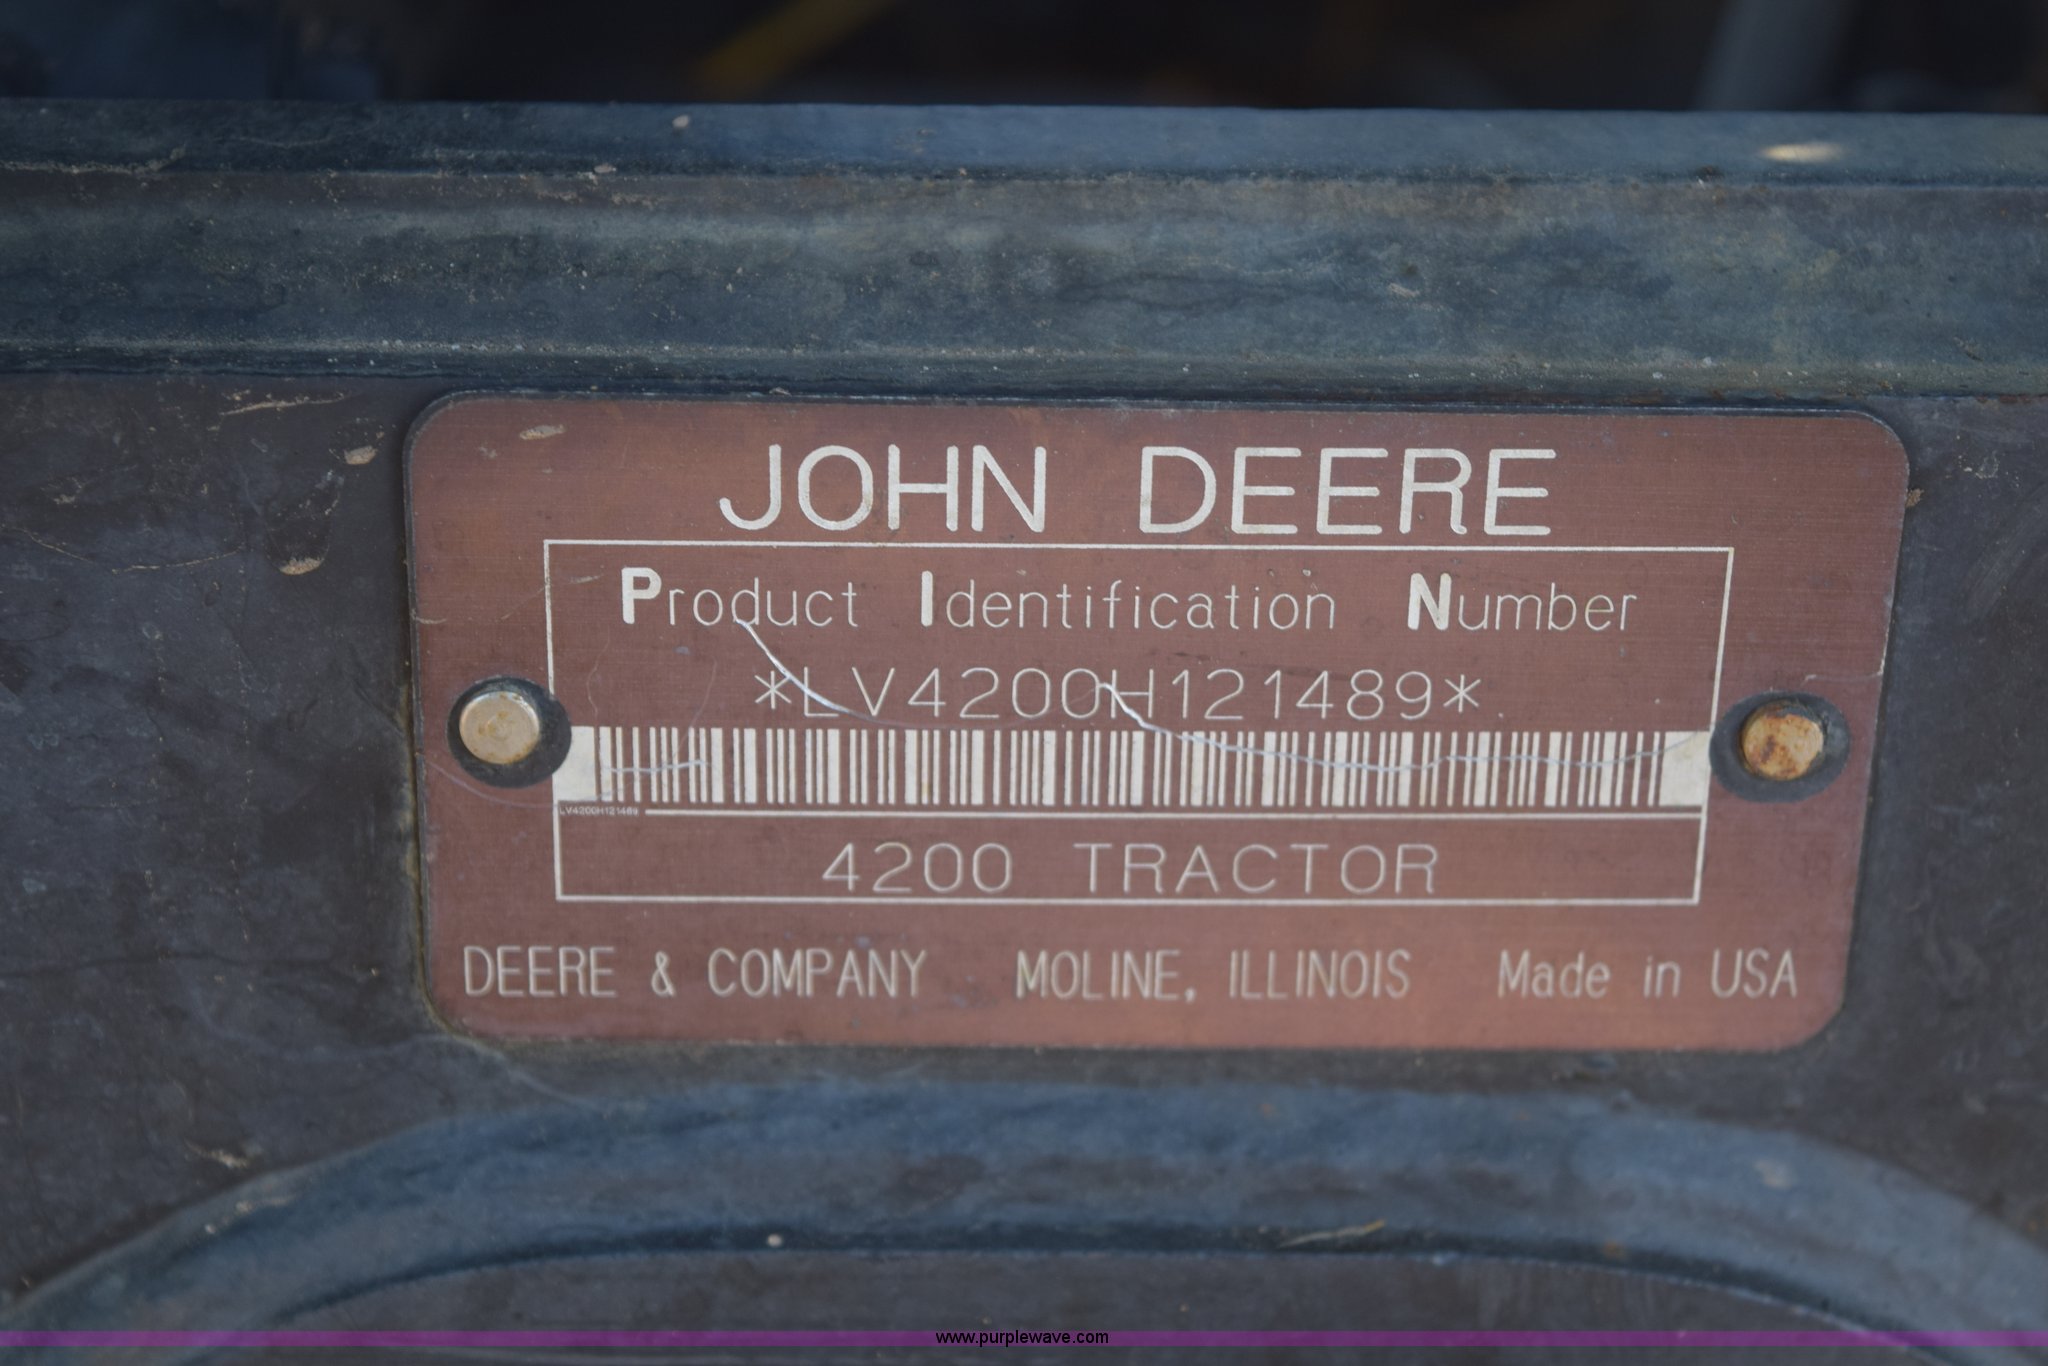 JOHN DEERE
Product Identification Number
*LV4200H121489*
LV4200H121489
4200 TRACTOR
DEERE & COMPANY MOLINE, ILLINOIS Made in USA
www.purplewave.com